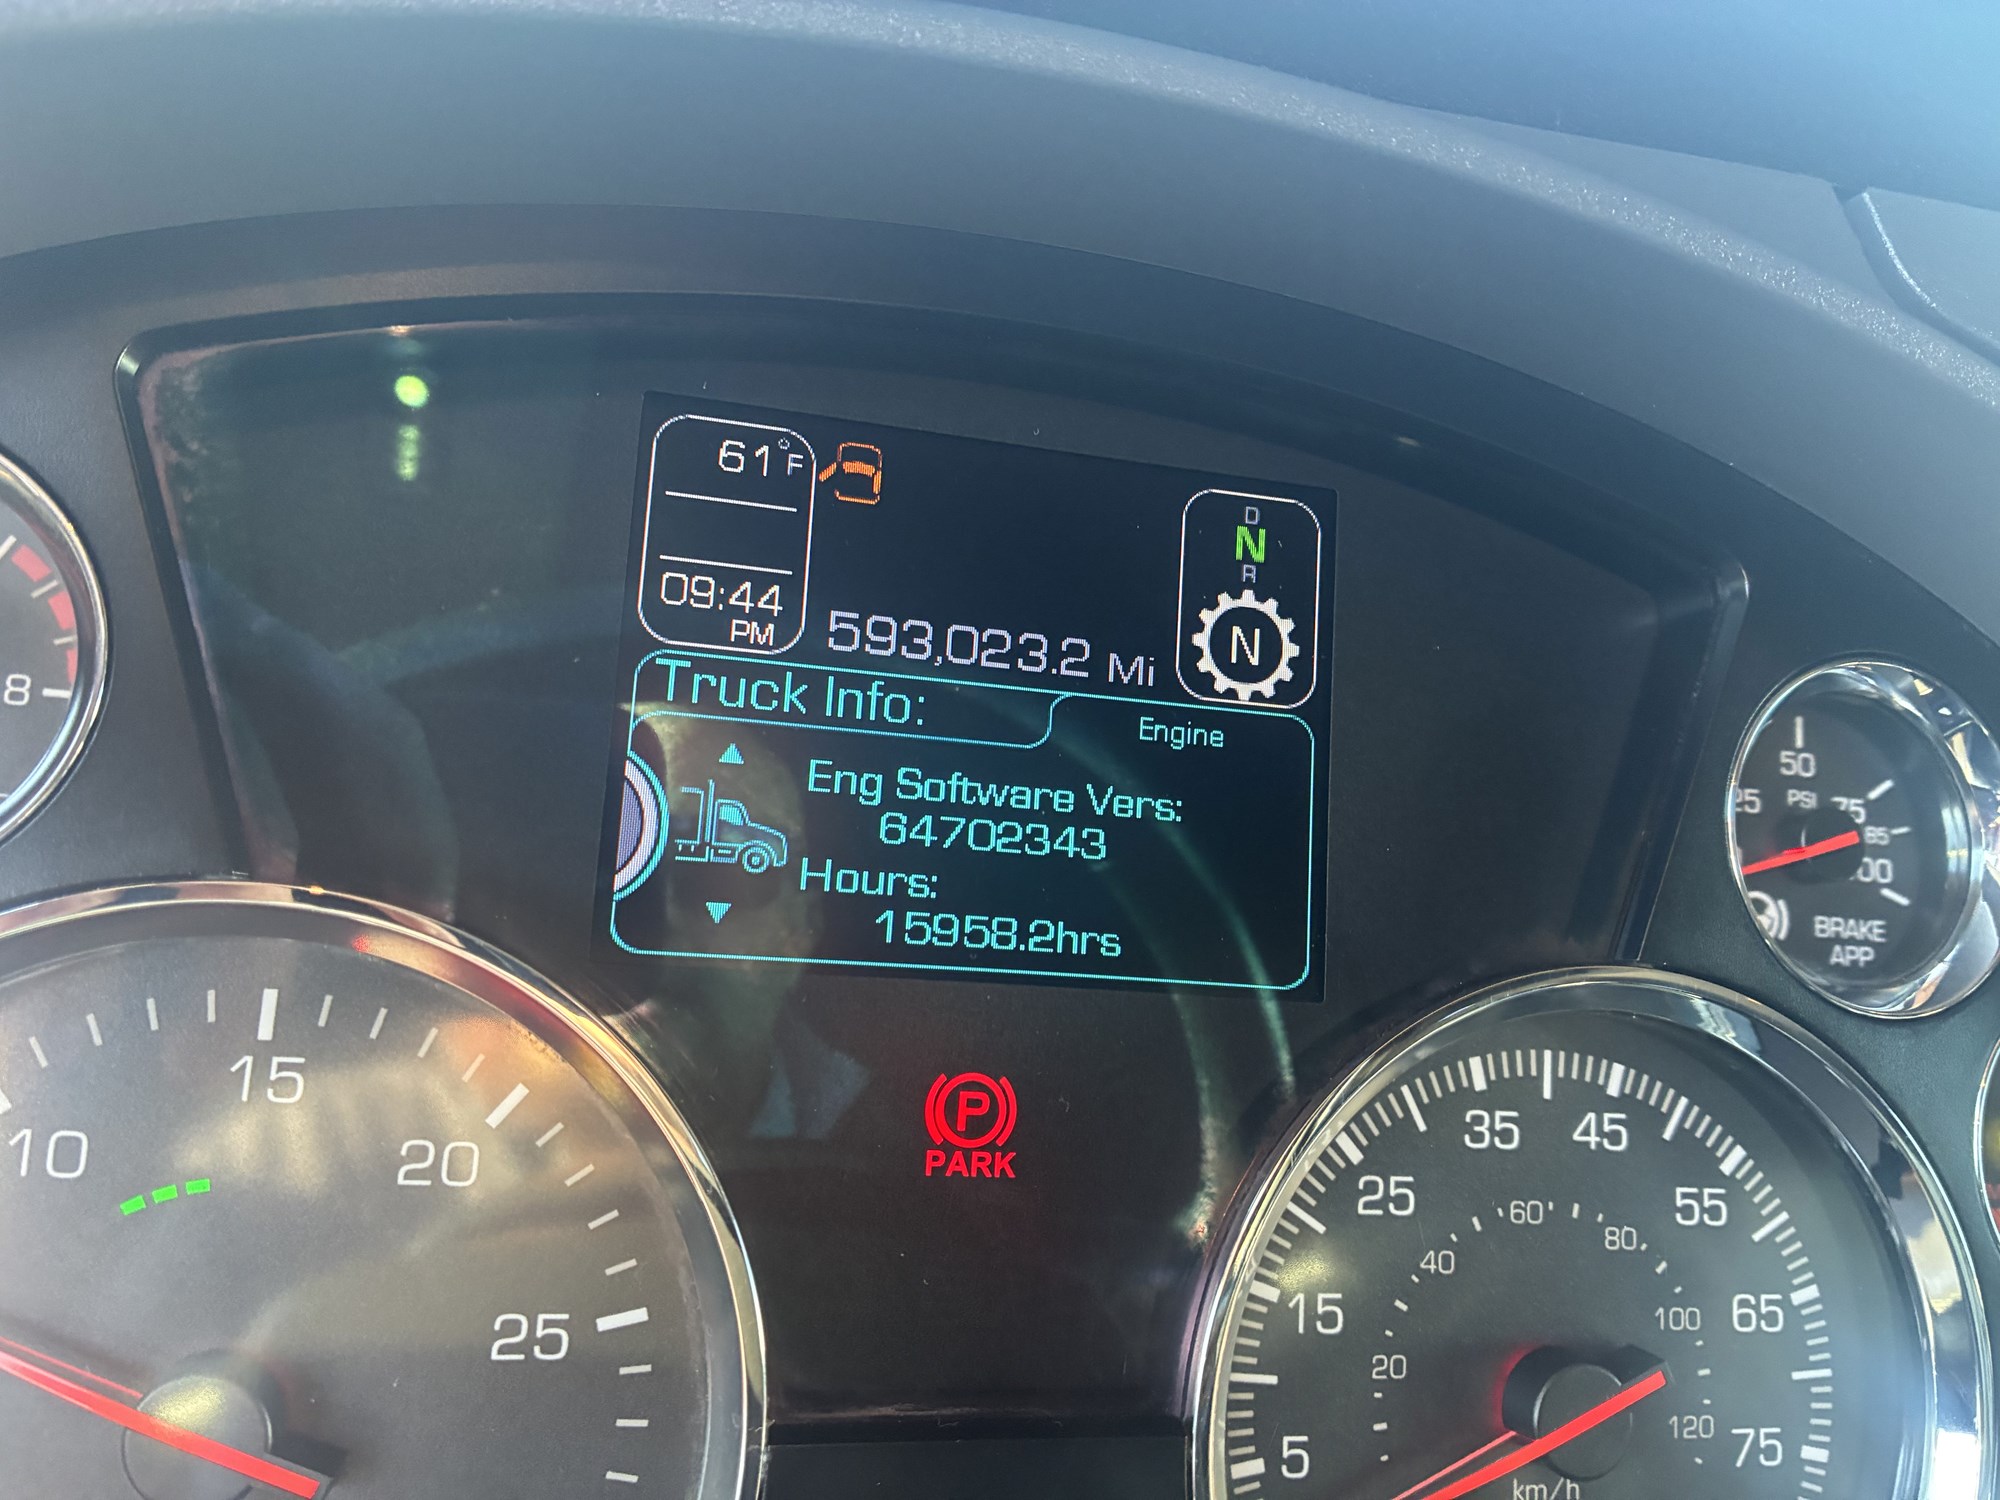 61°F
09:44
PM
593,023.2 Mi
D
N
R
N
Truck Info:
Engine
Eng Software Vers:
64702343
Hours:
15958.2hrs
PARK
P
8
10
15
20
25
50
PSI
75
85
BRAKE
APP
5
15
25
35
45
55
65
75
20
40
60
80
100
120
km/h